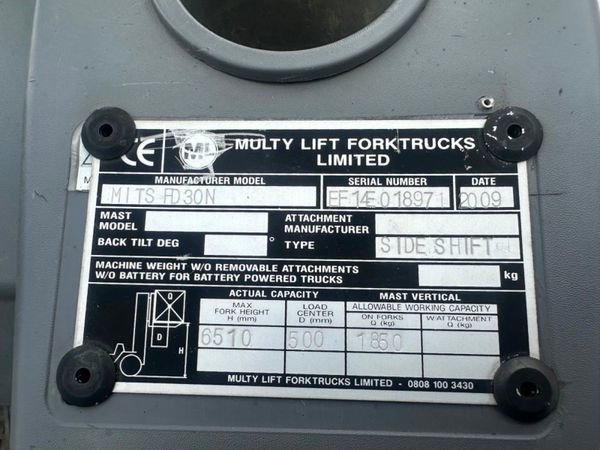 CE ML MULTY LIFT FORKTRUCKS
LIMITED
MANUFACTURER MODEL SERIAL NUMBER DATE
MITS FD30N EF14E018971 2009
MAST
MODEL
ATTACHMENT
MANUFACTURER
BACK TILT DEG ° TYPE SIDE SHIFT
MACHINE WEIGHT W/O REMOVABLE ATTACHMENTS
W/O BATTERY FOR BATTERY POWERED TRUCKS kg
ACTUAL CAPACITY MAST VERTICAL
MAX
FORK HEIGHT
H (mm)
LOAD
CENTER
D (mm)
ALLOWABLE WORKING CAPACITY
ON FORKS
Q (kg)
W/ATTACHMENT
Q (kg)
6510 500 1850
Q
D H
MULTY LIFT FORKTRUCKS LIMITED - 0808 100 3430